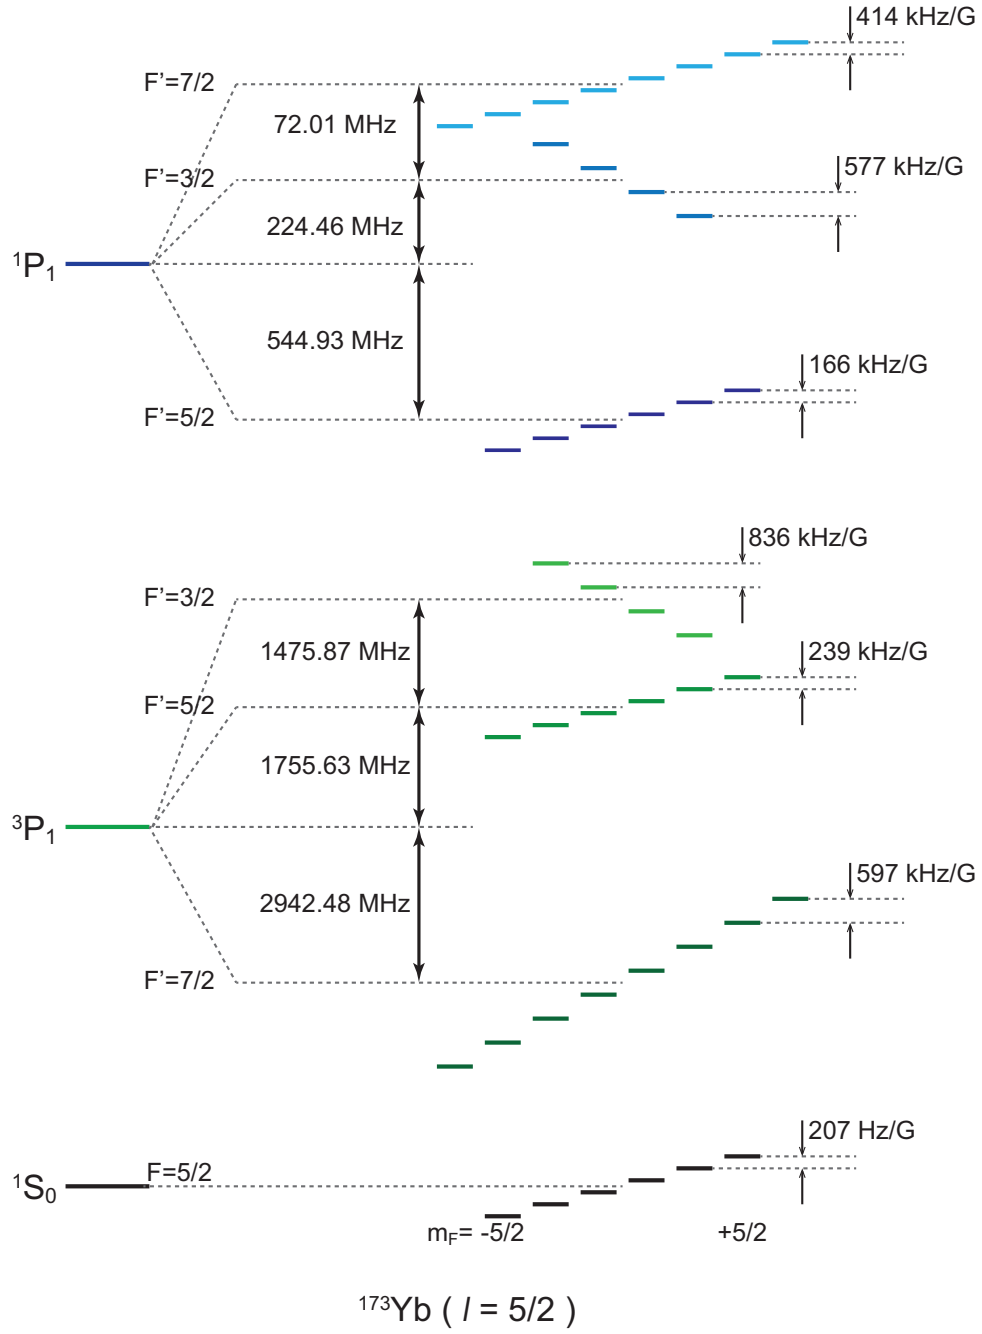 414 kHz/G
F'=7/2
72.01 MHz
577 kHz/G
F'=3/2
224.46 MHz
¹P₁
544.93 MHz
166 kHz/G
F'=5/2
836 kHz/G
F'=3/2
1475.87 MHz
239 kHz/G
F'=5/2
1755.63 MHz
³P₁
597 kHz/G
2942.48 MHz
F'=7/2
207 Hz/G
¹S₀
F=5/2
m_F= -5/2
+5/2
¹⁷³Yb ( I = 5/2 )